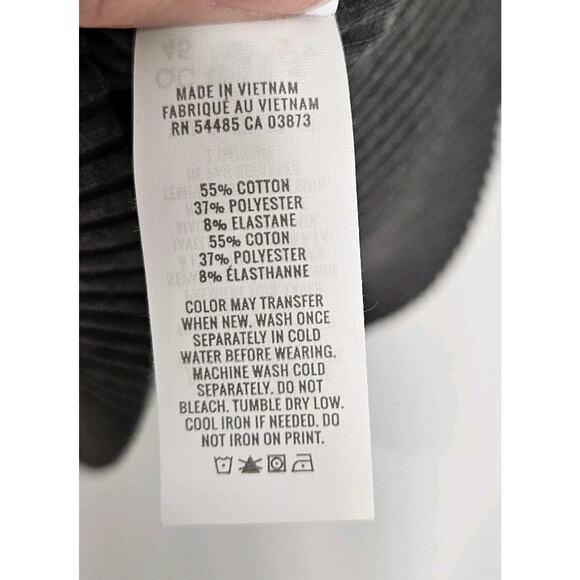 MADE IN VIETNAM
FABRIQUÉ AU VIETNAM
RN 54485 CA 03873
55% COTTON
37% POLYESTER
8% ELASTANE
55% COTON
37% POLYESTER
8% ÉLASTHANNE
COLOR MAY TRANSFER
WHEN NEW. WASH ONCE
SEPARATELY IN COLD
WATER BEFORE WEARING.
MACHINE WASH COLD
SEPARATELY. DO NOT
BLEACH. TUMBLE DRY LOW.
COOL IRON IF NEEDED. DO
NOT IRON ON PRINT.